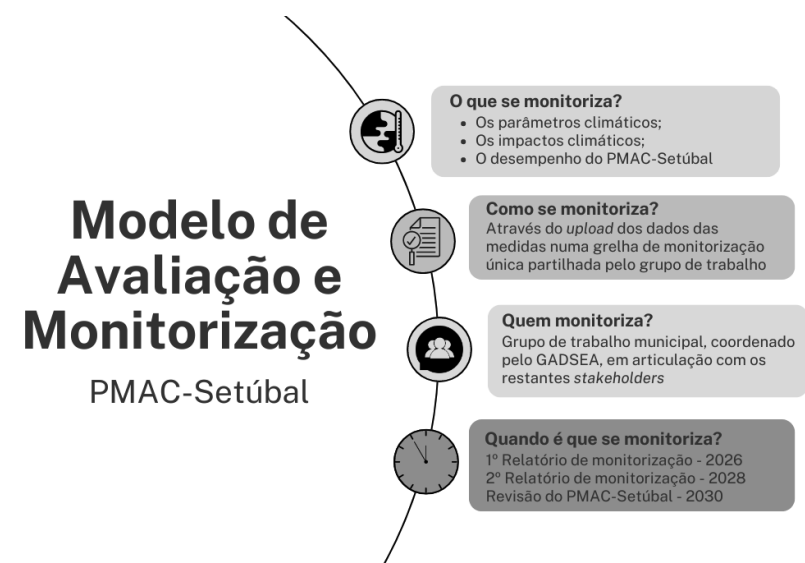 Modelo de
Avaliação e
Monitorização
PMAC-Setúbal
O que se monitoriza?
• Os parâmetros climáticos;
• Os impactos climáticos;
• O desempenho do PMAC-Setúbal
Como se monitoriza?
Através do upload dos dados das
medidas numa grelha de monitorização
única partilhada pelo grupo de trabalho
Quem monitoriza?
Grupo de trabalho municipal, coordenado
pelo GADSEA, em articulação com os
restantes stakeholders
Quando é que se monitoriza?
1º Relatório de monitorização - 2026
2º Relatório de monitorização - 2028
Revisão do PMAC-Setúbal - 2030